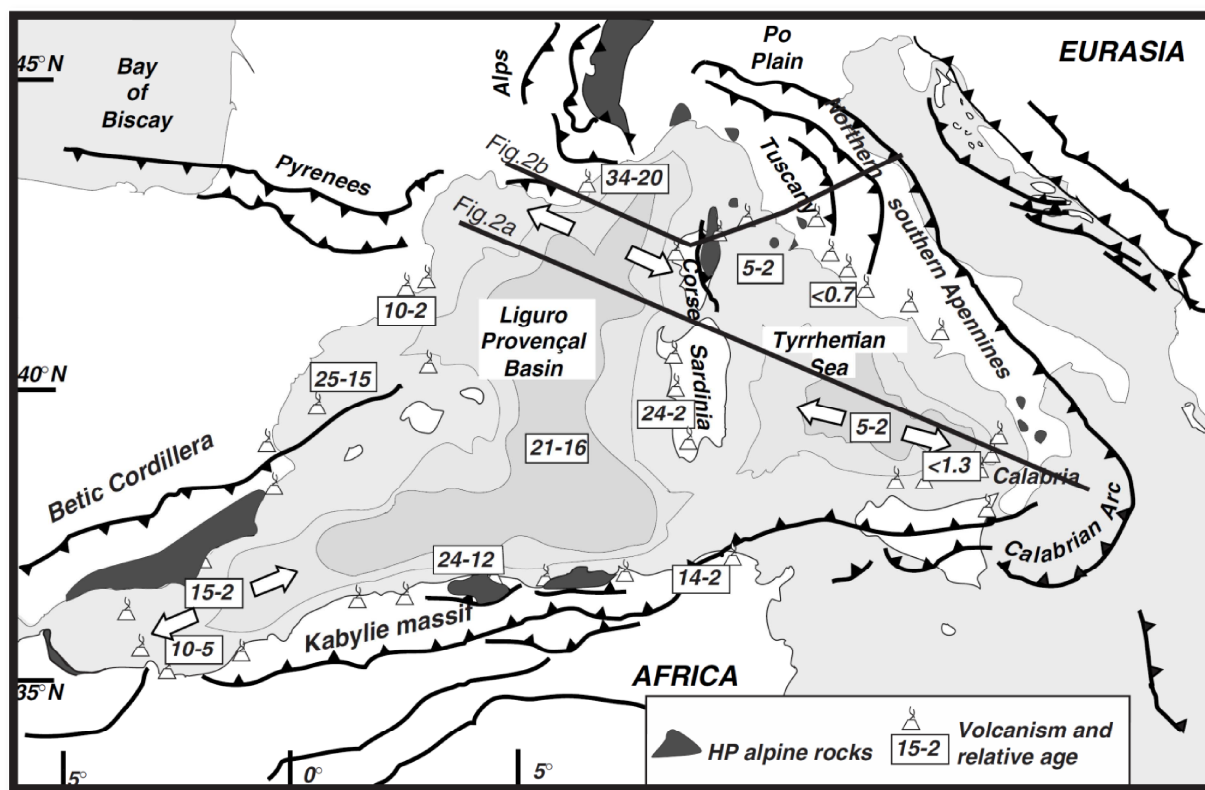 45°N
Bay
of
Biscay
Alps
Po
Plain
EURASIA
Pyrenees
Fig.2b
34-20
Tuscany
Northern
southern Apennines
Fig.2a
Corse
5-2
<0.7
10-2
Liguro
Provençal
Basin
Tyrrhenian
Sea
40°N
25-15
Sardinia
24-2
5-2
21-16
<1.3
Calabria
Betic Cordillera
Calabrian Arc
24-12
14-2
15-2
10-5
Kabylie massif
35°N
AFRICA
5°
0°
5°
HP alpine rocks
15-2
Volcanism and
relative age